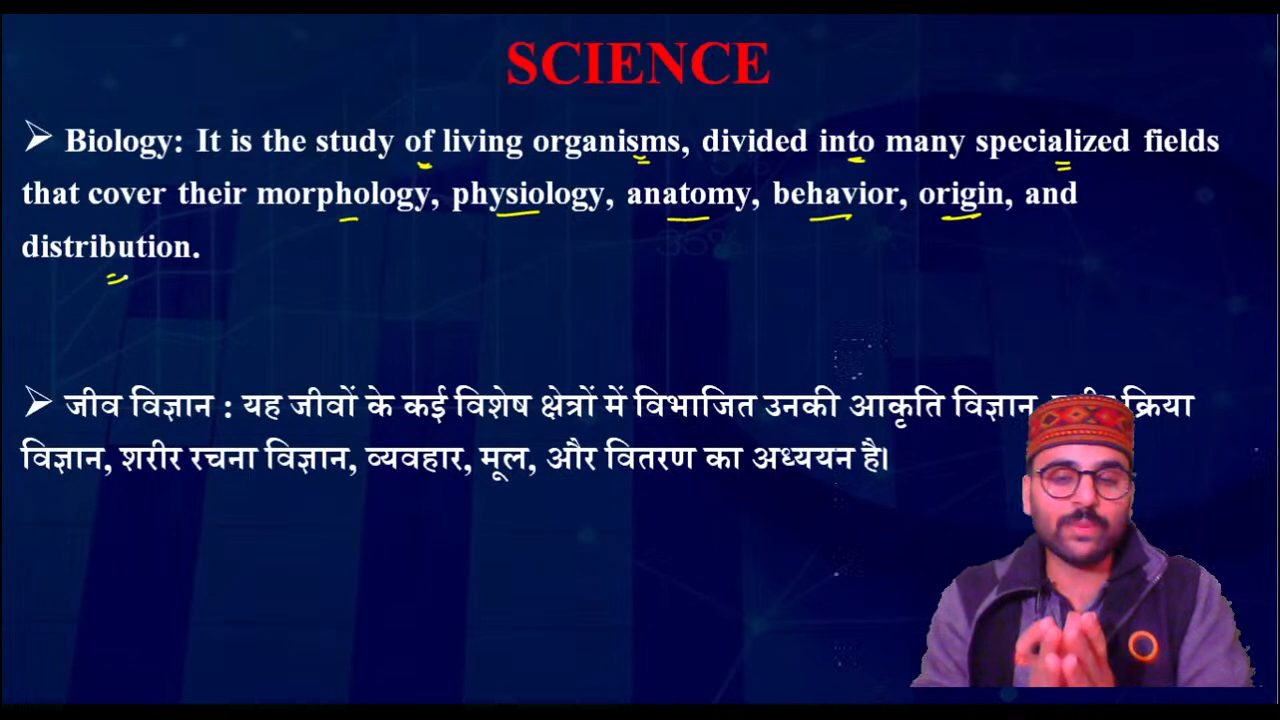 SCIENCE
➢ Biology: It is the study of living organisms, divided into many specialized fields
that cover their morphology, physiology, anatomy, behavior, origin, and
distribution.
➢ जीव विज्ञान : यह जीवों के कई विशेष क्षेत्रों में विभाजित उनकी आकृति विज्ञान, क्रिया
विज्ञान, शरीर रचना विज्ञान, व्यवहार, मूल, और वितरण का अध्ययन है।